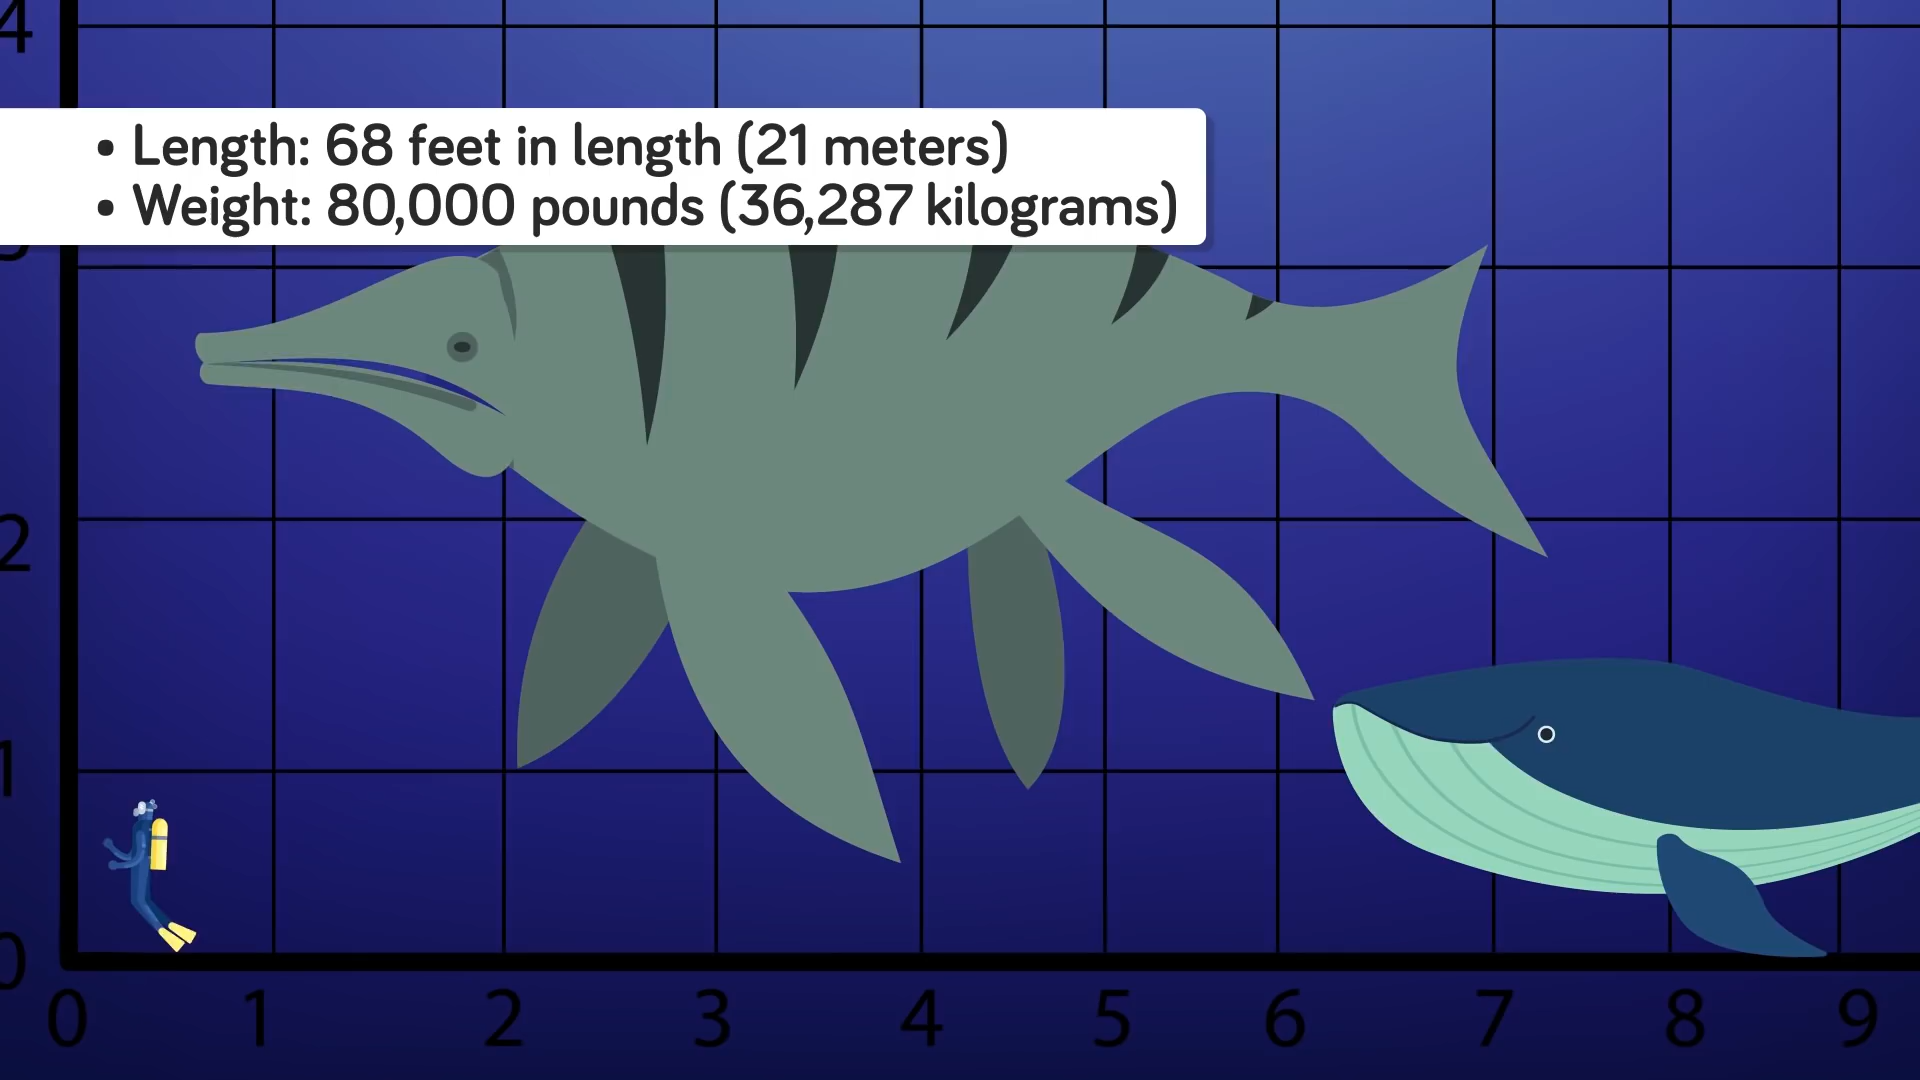 4
• Length: 68 feet in length (21 meters)
• Weight: 80,000 pounds (36,287 kilograms)
2
1
0
0 1 2 3 4 5 6 7 8 9